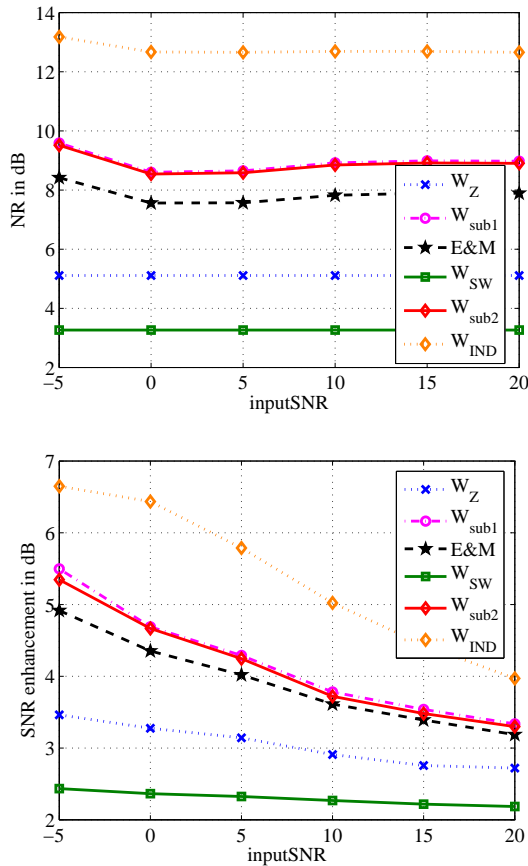 14
12
10
8
6
4
2
NR in dB
W_Z
W_sub1
E&M
W_SW
W_sub2
W_IND
−5 0 5 10 15 20
inputSNR
7
6
5
4
3
2
SNR enhancement in dB
W_Z
W_sub1
E&M
W_SW
W_sub2
W_IND
−5 0 5 10 15 20
inputSNR